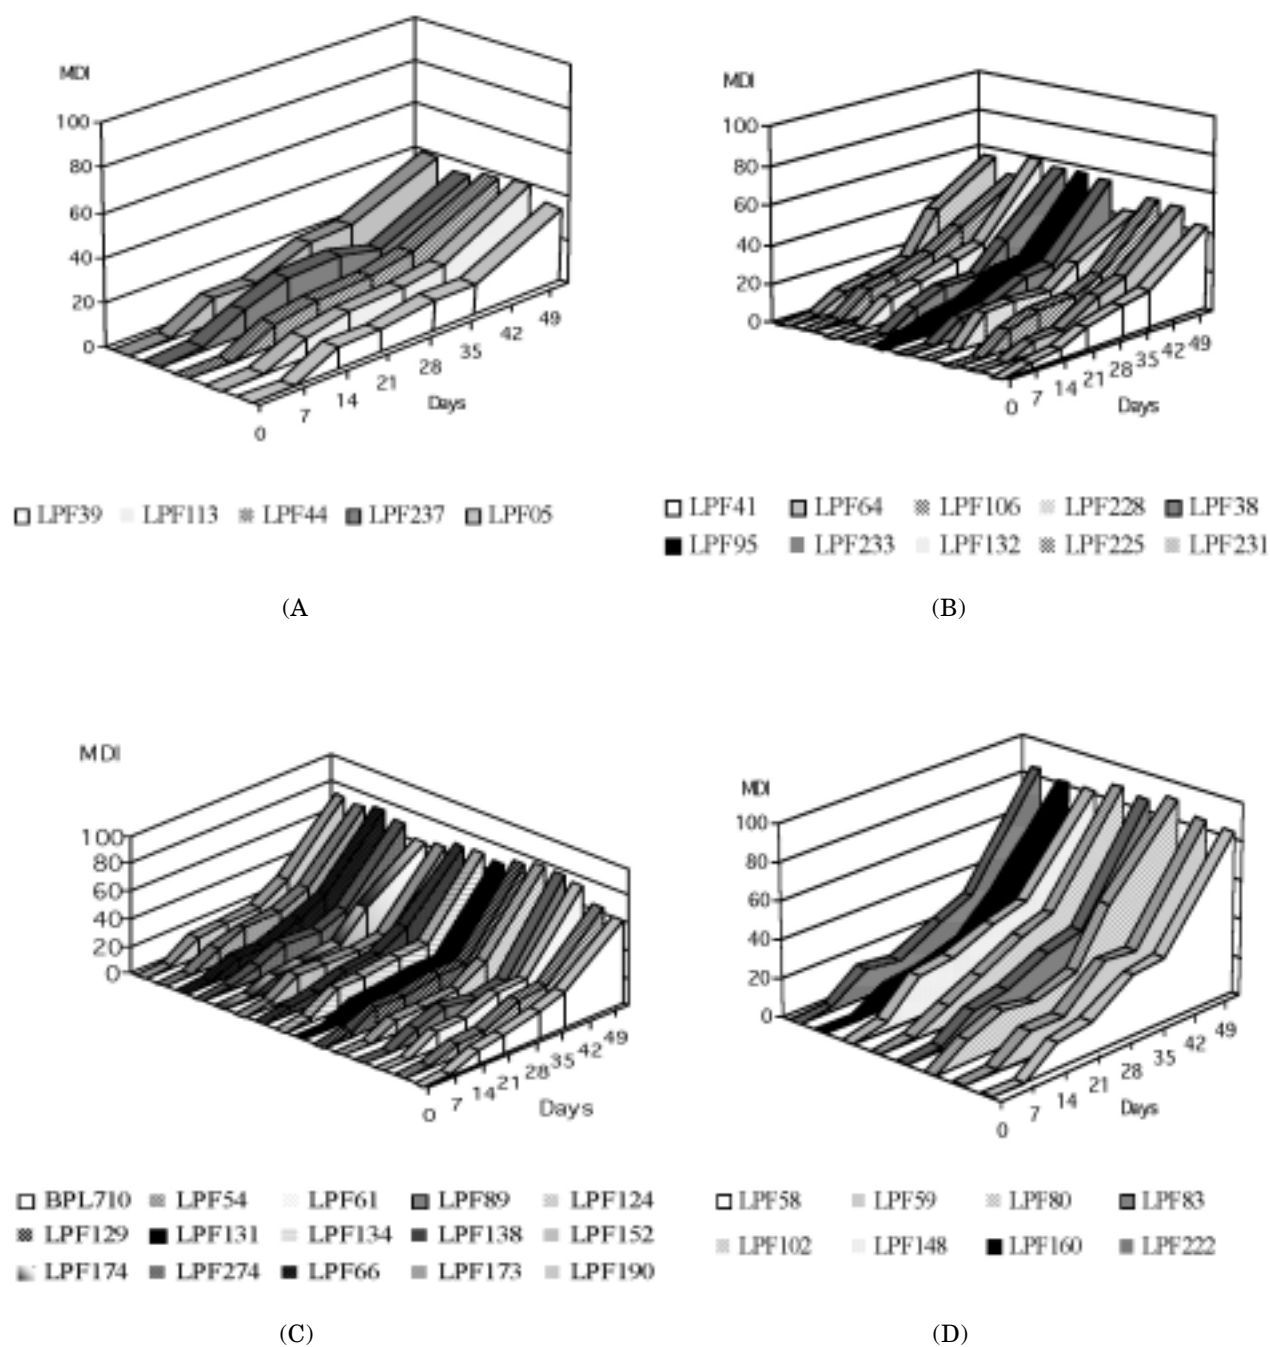 MDI
100
80
60
40
20
0
0 7 14 21 28 35 42 49
Days
LPF39 LPF113 LPF44 LPF237 LPF05
(A
MDI
100
80
60
40
20
0
0 7 14 21 28 35 42 49
Days
LPF41 LPF64 LPF106 LPF228 LPF38
LPF95 LPF233 LPF132 LPF225 LPF231
(B)
MDI
100
80
60
40
20
0
0 7 14 21 28 35 42 49
Days
BPL710 LPF54 LPF61 LPF89 LPF124
LPF129 LPF131 LPF134 LPF138 LPF152
LPF174 LPF274 LPF66 LPF173 LPF190
(C)
MDI
100
80
60
40
20
0
0 7 14 21 28 35 42 49
Days
LPF58 LPF59 LPF80 LPF83
LPF102 LPF148 LPF160 LPF222
(D)